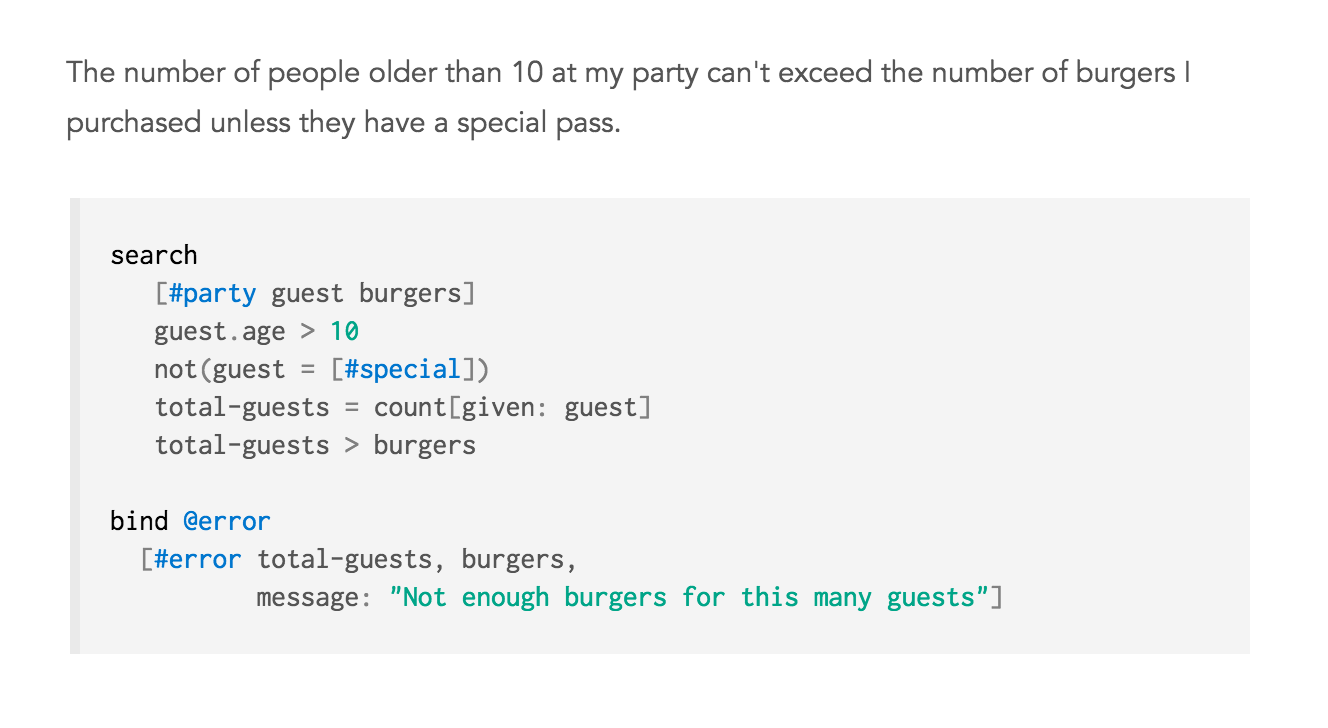 The number of people older than 10 at my party can't exceed the number of burgers I
purchased unless they have a special pass.
search
[#party guest burgers]
guest.age > 10
not(guest = [#special])
total-guests = count[given: guest]
total-guests > burgers
bind @error
[#error total-guests, burgers,
message: "Not enough burgers for this many guests"]